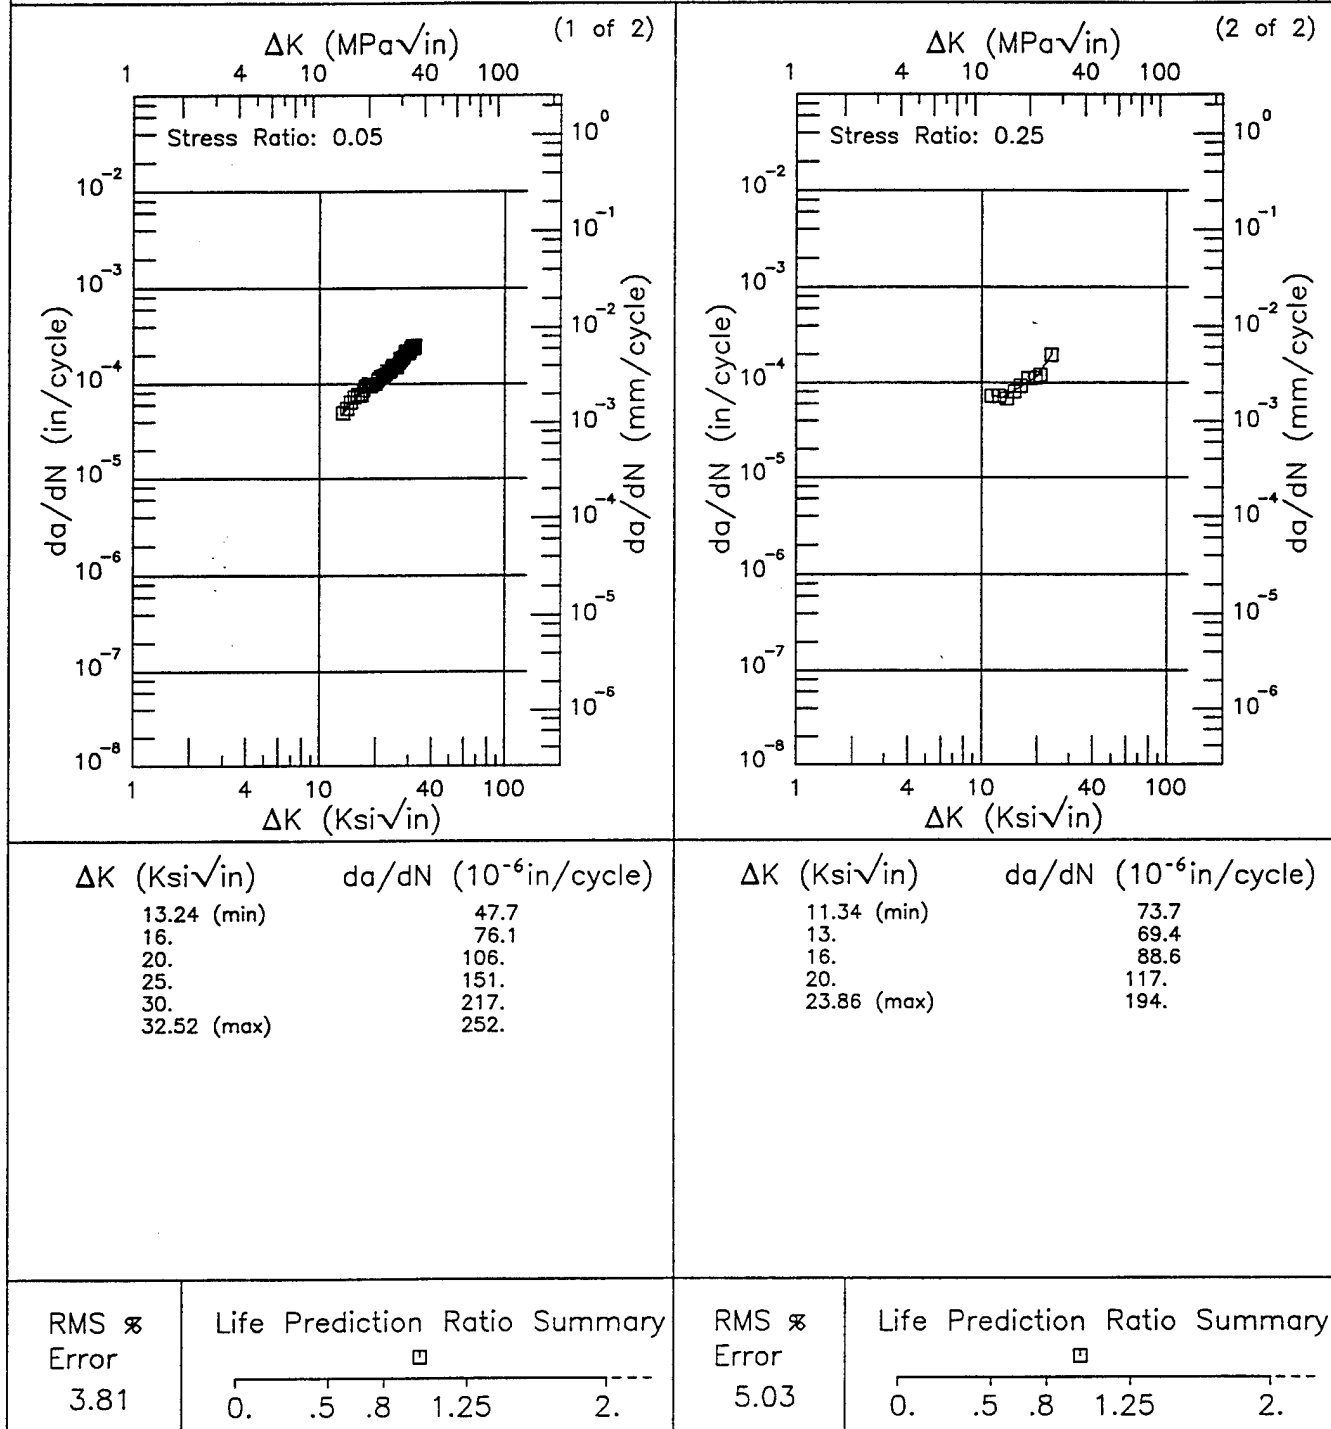 (1 of 2)
ΔK (MPa√in)
1 4 10 40 100
Stress Ratio: 0.05
10⁰
10⁻²
10⁻¹
10⁻³
10⁻²
10⁻⁴
10⁻³
10⁻⁵
10⁻⁴
10⁻⁶
10⁻⁵
10⁻⁷
10⁻⁶
10⁻⁸
da/dN (in/cycle)
da/dN (mm/cycle)
1 4 10 40 100
ΔK (Ksi√in)
ΔK (Ksi√in) da/dN (10⁻⁶in/cycle)
13.24 (min) 47.7
16. 76.1
20. 106.
25. 151.
30. 217.
32.52 (max) 252.
RMS %
Error
3.81
Life Prediction Ratio Summary
0. .5 .8 1.25 2.
(2 of 2)
ΔK (MPa√in)
1 4 10 40 100
Stress Ratio: 0.25
10⁰
10⁻²
10⁻¹
10⁻³
10⁻²
10⁻⁴
10⁻³
10⁻⁵
10⁻⁴
10⁻⁶
10⁻⁵
10⁻⁷
10⁻⁶
10⁻⁸
da/dN (in/cycle)
da/dN (mm/cycle)
1 4 10 40 100
ΔK (Ksi√in)
ΔK (Ksi√in) da/dN (10⁻⁶in/cycle)
11.34 (min) 73.7
13. 69.4
16. 88.6
20. 117.
23.86 (max) 194.
RMS %
Error
5.03
Life Prediction Ratio Summary
0. .5 .8 1.25 2.